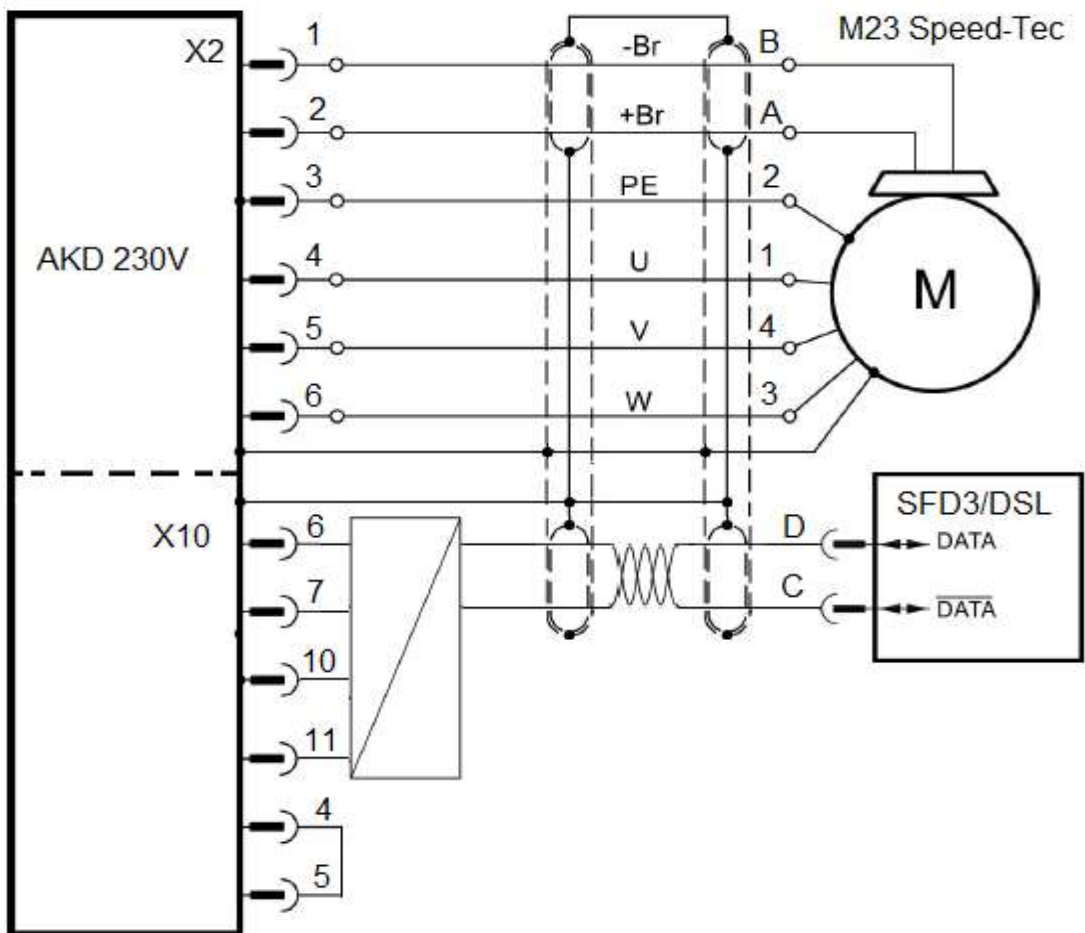 M23 Speed-Tec
X2
1 -Br B
2 +Br A
3 PE 2
AKD 230V
4 U 1
M
5 V 4
6 W 3
X10
6 D
SFD3/DSL
DATA
7 C
DATA
10
11
4
5